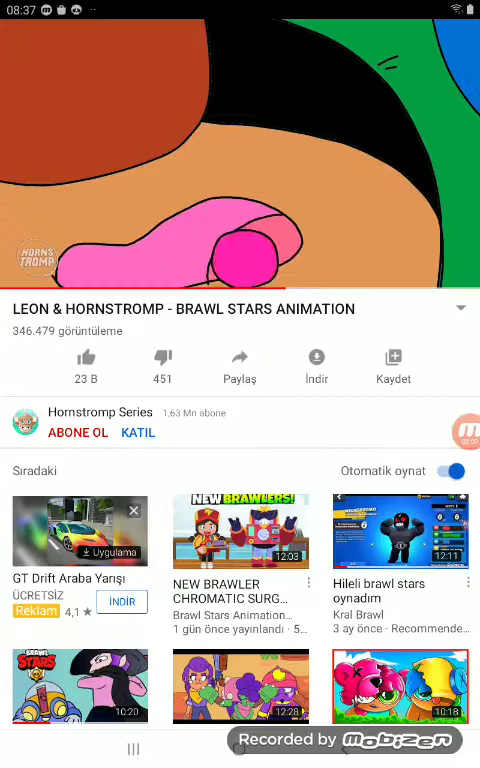 08:37
HORNS
TROMP
LEON & HORNSTROMP - BRAWL STARS ANIMATION
346.479 görüntüleme
23 B
451
Paylaş
İndir
Kaydet
Hornstromp Series
1,63 Mn abone
ABONE OL
KATIL
02:03
Sıradaki
Otomatik oynat
Uygulama
GT Drift Araba Yarışı
ÜCRETSİZ
Reklam
4,1 ★
İNDİR
NEW BRAWLERS!
12:03
NEW BRAWLER
CHROMATIC SURG...
Brawl Stars Animation...
1 gün önce yayınlandı · 5...
12:11
Hileli brawl stars
oynadım
Kral Brawl
3 ay önce · Recommende...
BRAWL
STARS
10:20
12:28
10:18
Recorded by
mobizen